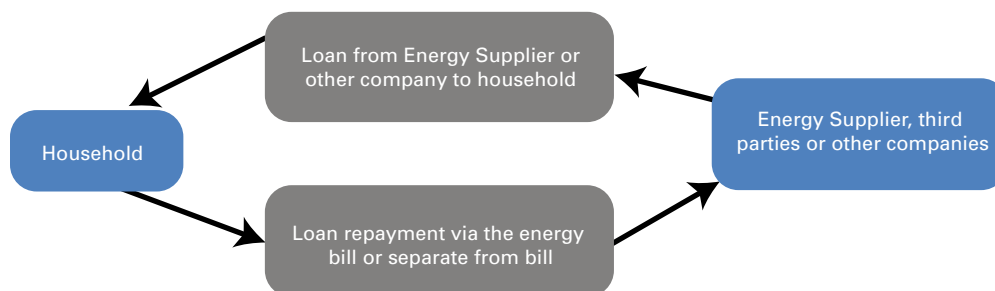 Loan from Energy Supplier or
other company to household
Household
Energy Supplier, third
parties or other companies
Loan repayment via the energy
bill or separate from bill